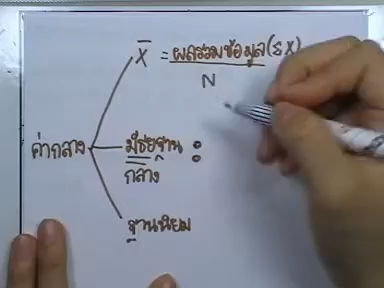 X̄ = ผลรวมข้อมูล(ΣX)
N
ค่ากลาง
มัธยฐาน :
กลาง
ฐานนิยม